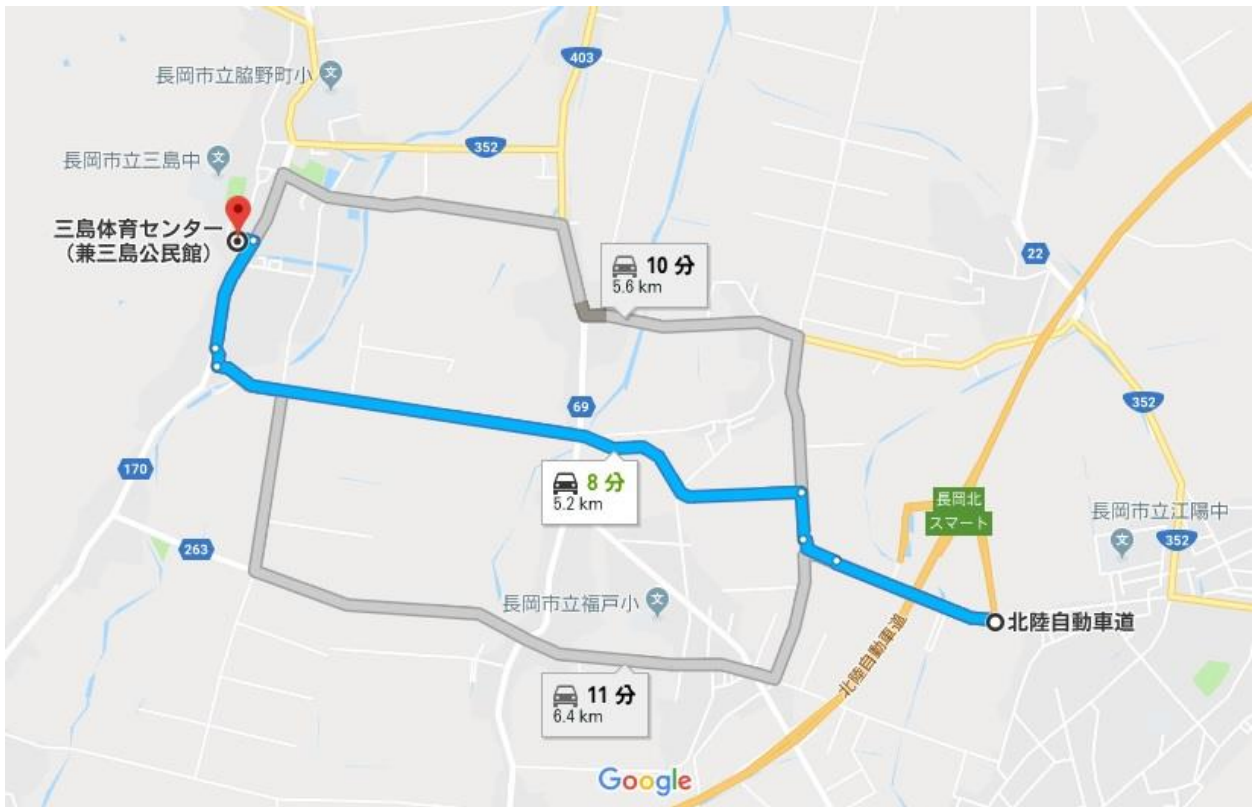 403
長岡市立脇野町小
352
長岡市立三島中
三島体育センター
（兼三島公民館）
10 分
5.6 km
22
69
352
8 分
5.2 km
170
長岡北
スマート
長岡市立江陽中
352
263
長岡市立福戸小
北陸自動車道
北陸自動車道
11 分
6.4 km
Google